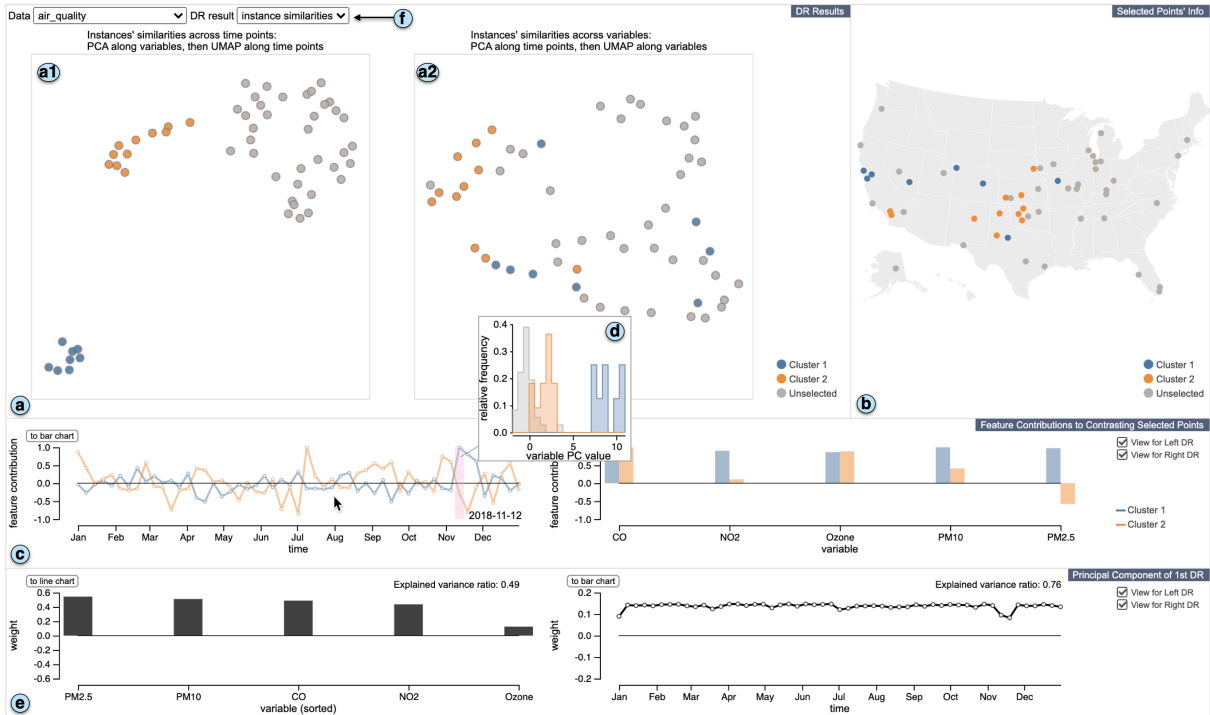 Data air_quality DR result instance similarities f
DR Results
Selected Points' Info
Instances' similarities across time points:
PCA along variables, then UMAP along time points
Instances' similarities acorss variables:
PCA along time points, then UMAP along variables
a1
a2
Cluster 1
Cluster 2
Unselected
a
Cluster 1
Cluster 2
Unselected
b
d
relative frequency
0.4
0.3
0.2
0.1
0.0
0 5 10
variable PC value
Feature Contributions to Contrasting Selected Points
to bar chart
feature contribution
1.0
0.5
0.0
-0.5
-1.0
2018-11-12
Jan Feb Mar Apr May Jun Jul Aug Sep Oct Nov Dec
time
c
feature contribution
1.0
0.5
0.0
-0.5
-1.0
CO NO2 Ozone PM10 PM2.5
variable
View for Left DR
View for Right DR
Cluster 1
Cluster 2
Principal Component of 1st DR
to line chart
Explained variance ratio: 0.49
weight
0.6
0.4
0.2
0.0
-0.2
-0.4
-0.6
PM2.5 PM10 CO NO2 Ozone
variable (sorted)
e
to bar chart
Explained variance ratio: 0.76
weight
0.2
0.1
0.0
-0.1
-0.2
Jan Feb Mar Apr May Jun Jul Aug Sep Oct Nov Dec
time
View for Left DR
View for Right DR